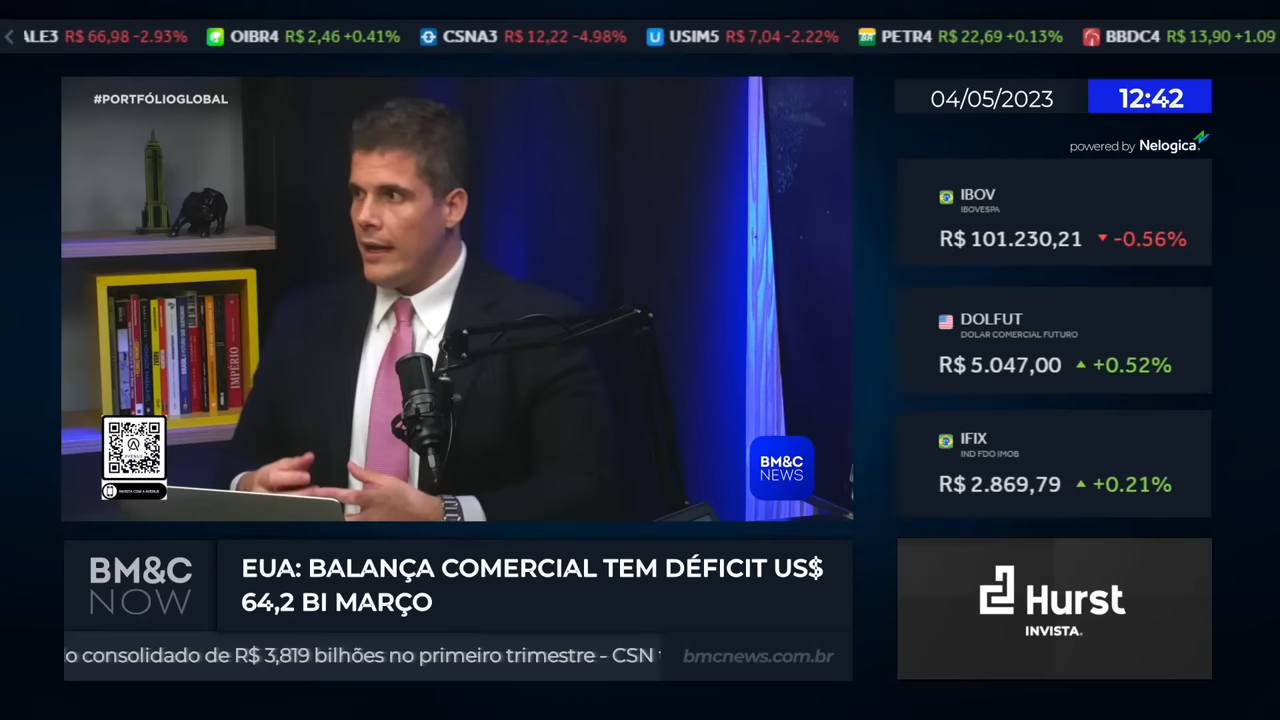 ALE3 R$ 66,98 -2.93% OIBR4 R$ 2,46 +0.41% CSNA3 R$ 12,22 -4.98% USIM5 R$ 7,04 -2.22% PETR4 R$ 22,69 +0.13% BBDC4 R$ 13,90 +1.09
#PORTFÓLIOGLOBAL
04/05/2023 12:42
powered by Nelogica
IBOV
IBOVESPA
R$ 101.230,21 -0.56%
DOLFUT
DOLAR COMERCIAL FUTURO
R$ 5.047,00 +0.52%
IFIX
IND FDO IMOB
R$ 2.869,79 +0.21%
IMPÉRIO
AVENUE
INVISTA COM A AVENUE
BM&C
NEWS
BM&C
NOW
EUA: BALANÇA COMERCIAL TEM DÉFICIT US$
64,2 BI MARÇO
o consolidado de R$ 3,819 bilhões no primeiro trimestre - CSN
bmcnews.com.br
Hurst
INVISTA.